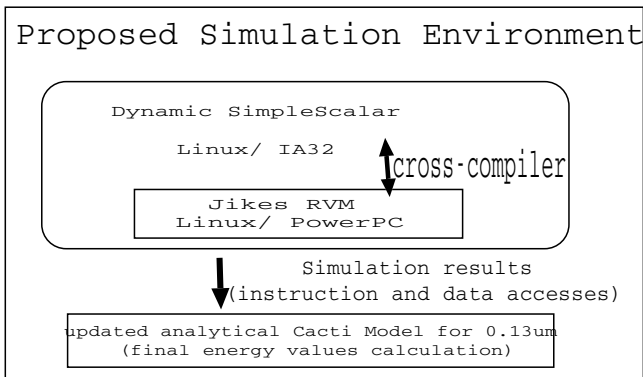 Proposed Simulation Environment
Dynamic SimpleScalar
Linux/ IA32
cross-compiler
Jikes RVM
Linux/ PowerPC
Simulation results
(instruction and data accesses)
updated analytical Cacti Model for 0.13um
(final energy values calculation)